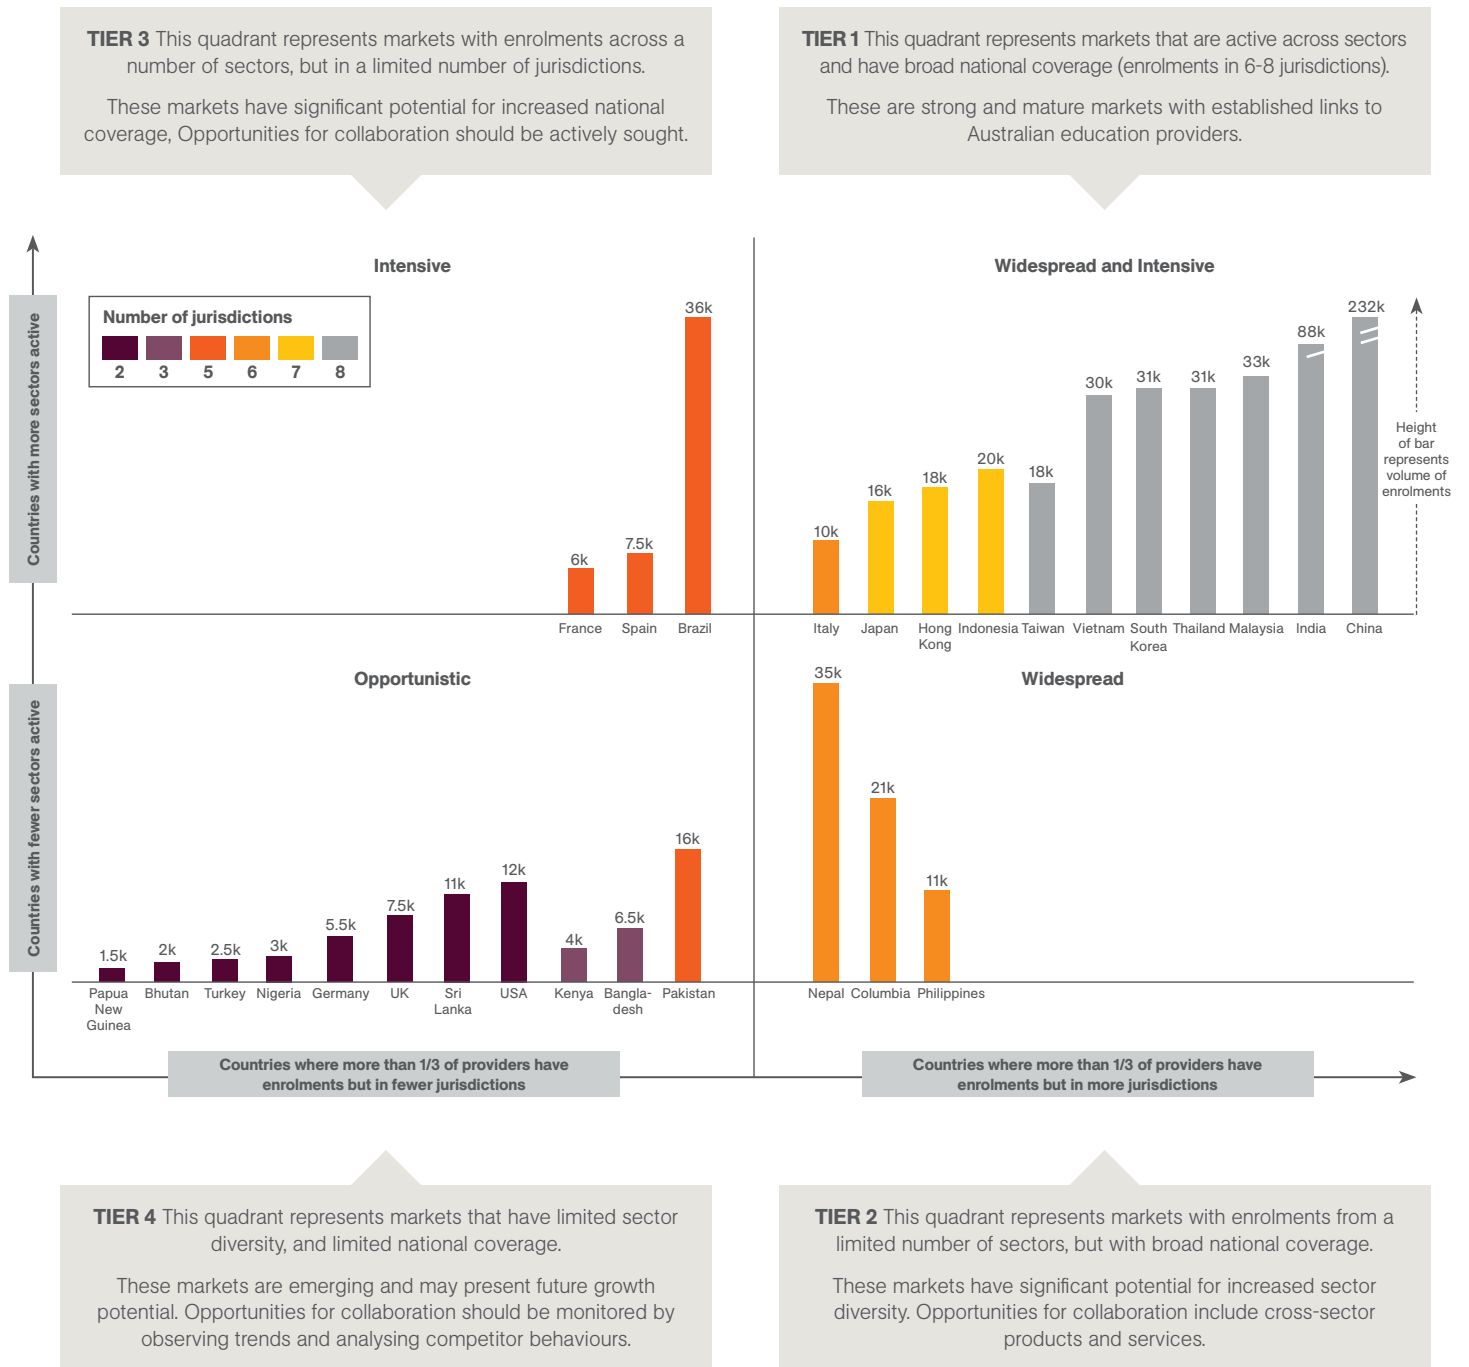 TIER 3 This quadrant represents markets with enrolments across a
number of sectors, but in a limited number of jurisdictions.
These markets have significant potential for increased national
coverage, Opportunities for collaboration should be actively sought.
TIER 1 This quadrant represents markets that are active across sectors
and have broad national coverage (enrolments in 6-8 jurisdictions).
These are strong and mature markets with established links to
Australian education providers.
Countries with more sectors active
Intensive
Number of jurisdictions
2 3 5 6 7 8
6k 7.5k 36k
France Spain Brazil
Widespread and Intensive
10k 16k 18k 20k 18k 30k 31k 31k 33k 88k 232k
Height
of bar
represents
volume of
enrolments
Italy Japan Hong Indonesia Taiwan Vietnam South Thailand Malaysia India China
Kong Korea
Countries with fewer sectors active
Opportunistic
1.5k 2k 2.5k 3k 5.5k 7.5k 11k 12k 4k 6.5k 16k
Papua Bhutan Turkey Nigeria Germany UK Sri USA Kenya Bangla- Pakistan
New Lanka desh
Guinea
Widespread
35k 21k 11k
Nepal Columbia Philippines
Countries where more than 1/3 of providers have
enrolments but in fewer jurisdictions
Countries where more than 1/3 of providers have
enrolments but in more jurisdictions
TIER 4 This quadrant represents markets that have limited sector
diversity, and limited national coverage.
These markets are emerging and may present future growth
potential. Opportunities for collaboration should be monitored by
observing trends and analysing competitor behaviours.
TIER 2 This quadrant represents markets with enrolments from a
limited number of sectors, but with broad national coverage.
These markets have significant potential for increased sector
diversity. Opportunities for collaboration include cross-sector
products and services.